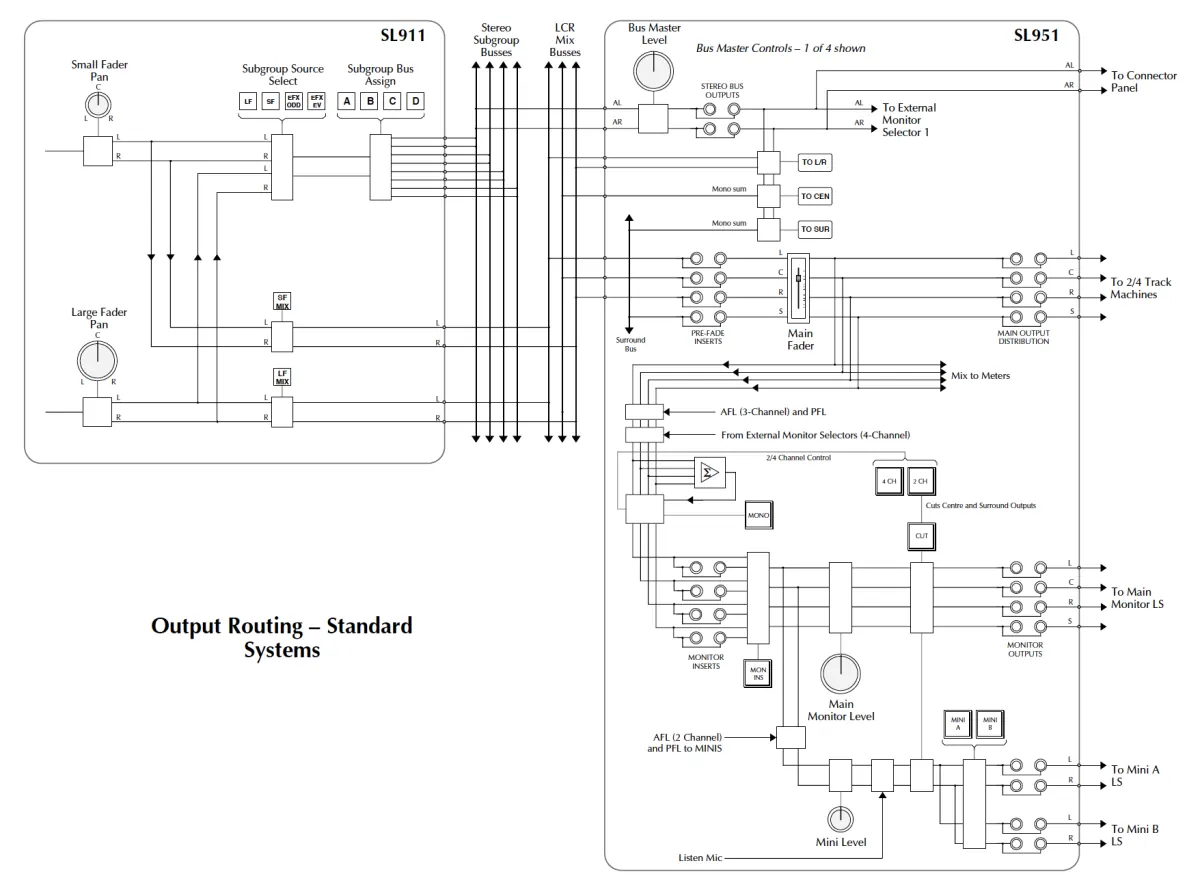 SL911
Small Fader
Pan
C
L R
Subgroup Source
Select
LF SF EFX ODD EFX EV
Subgroup Bus
Assign
A B C D
L
R
L
R
L
R
SF
MIX
L
R
L
R
Large Fader
Pan
C
L R
LF
MIX
L
R
L
R
L
R
Stereo
Subgroup
Busses
LCR
Mix
Busses
Output Routing – Standard
Systems
SL951
Bus Master
Level
Bus Master Controls – 1 of 4 shown
STEREO BUS
OUTPUTS
AL
AR
AL
AR
To External
Monitor
Selector 1
AL
AR
To Connector
Panel
TO L/R
Mono sum
TO CEN
Mono sum
TO SUR
L
C
R
S
PRE-FADE
INSERTS
Surround
Bus
Main
Fader
MAIN OUTPUT
DISTRIBUTION
L
C
R
S
To 2/4 Track
Machines
Mix to Meters
AFL (3-Channel) and PFL
From External Monitor Selectors (4-Channel)
2/4 Channel Control
Σ
4 CH 2 CH
Cuts Centre and Surround Outputs
MONO
CUT
MONITOR
INSERTS
MON
INS
Main
Monitor Level
MONITOR
OUTPUTS
L
C
R
S
To Main
Monitor LS
AFL (2 Channel)
and PFL to MINIS
MINI
A
MINI
B
Mini Level
Listen Mic
L
R
To Mini A
LS
L
R
To Mini B
LS